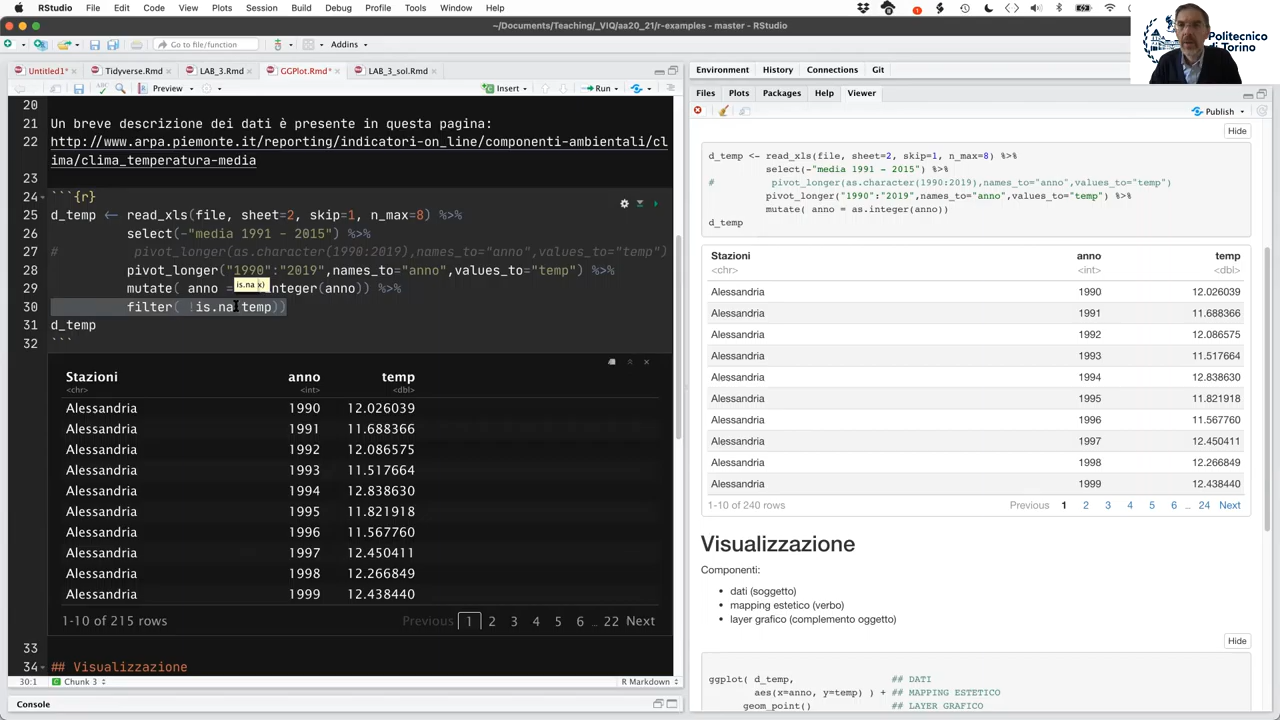 RStudio File Edit Code View Plots Session Build Debug Profile Tools Window Help
~/Documents/Teaching/_VIQ/aa20_21/r-examples - master - RStudio
Go to file/function Addins
Politecnico
di Torino
Untitled1* Tidyverse.Rmd LAB_3.Rmd GGPlot.Rmd* LAB_3_sol.Rmd
Preview Insert Run
20
21 Un breve descrizione dei dati è presente in questa pagina:
22 http://www.arpa.piemonte.it/reporting/indicatori-on_line/componenti-ambientali/cl
ima/clima_temperatura-media
23
24 ```{r}
25 d_temp <- read_xls(file, sheet=2, skip=1, n_max=8) %>%
26 select(-"media 1991 - 2015") %>%
27 # pivot_longer(as.character(1990:2019),names_to="anno",values_to="temp")
28 pivot_longer("1990":"2019",names_to="anno",values_to="temp") %>%
is.na(x)
29 mutate( anno = integer(anno)) %>%
30 filter( !is.na(temp))
31 d_temp
32 ```
Stazioni anno temp
<chr> <int> <dbl>
Alessandria 1990 12.026039
Alessandria 1991 11.688366
Alessandria 1992 12.086575
Alessandria 1993 11.517664
Alessandria 1994 12.838630
Alessandria 1995 11.821918
Alessandria 1996 11.567760
Alessandria 1997 12.450411
Alessandria 1998 12.266849
Alessandria 1999 12.438440
1-10 of 215 rows Previous 1 2 3 4 5 6 … 22 Next
33
34 ## Visualizzazione
30:1 Chunk 3 R Markdown
Console
Environment History Connections Git
Files Plots Packages Help Viewer
Publish
Hide
d_temp <- read_xls(file, sheet=2, skip=1, n_max=8) %>%
select(-"media 1991 - 2015") %>%
# pivot_longer(as.character(1990:2019),names_to="anno",values_to="temp")
pivot_longer("1990":"2019",names_to="anno",values_to="temp") %>%
mutate( anno = as.integer(anno))
d_temp
Stazioni anno temp
<chr> <int> <dbl>
Alessandria 1990 12.026039
Alessandria 1991 11.688366
Alessandria 1992 12.086575
Alessandria 1993 11.517664
Alessandria 1994 12.838630
Alessandria 1995 11.821918
Alessandria 1996 11.567760
Alessandria 1997 12.450411
Alessandria 1998 12.266849
Alessandria 1999 12.438440
1-10 of 240 rows Previous 1 2 3 4 5 6 … 24 Next
Visualizzazione
Componenti:
• dati (soggetto)
• mapping estetico (verbo)
• layer grafico (complemento oggetto)
Hide
ggplot( d_temp, ## DATI
aes(x=anno, y=temp) ) + ## MAPPING ESTETICO
geom_point() ## LAYER GRAFICO